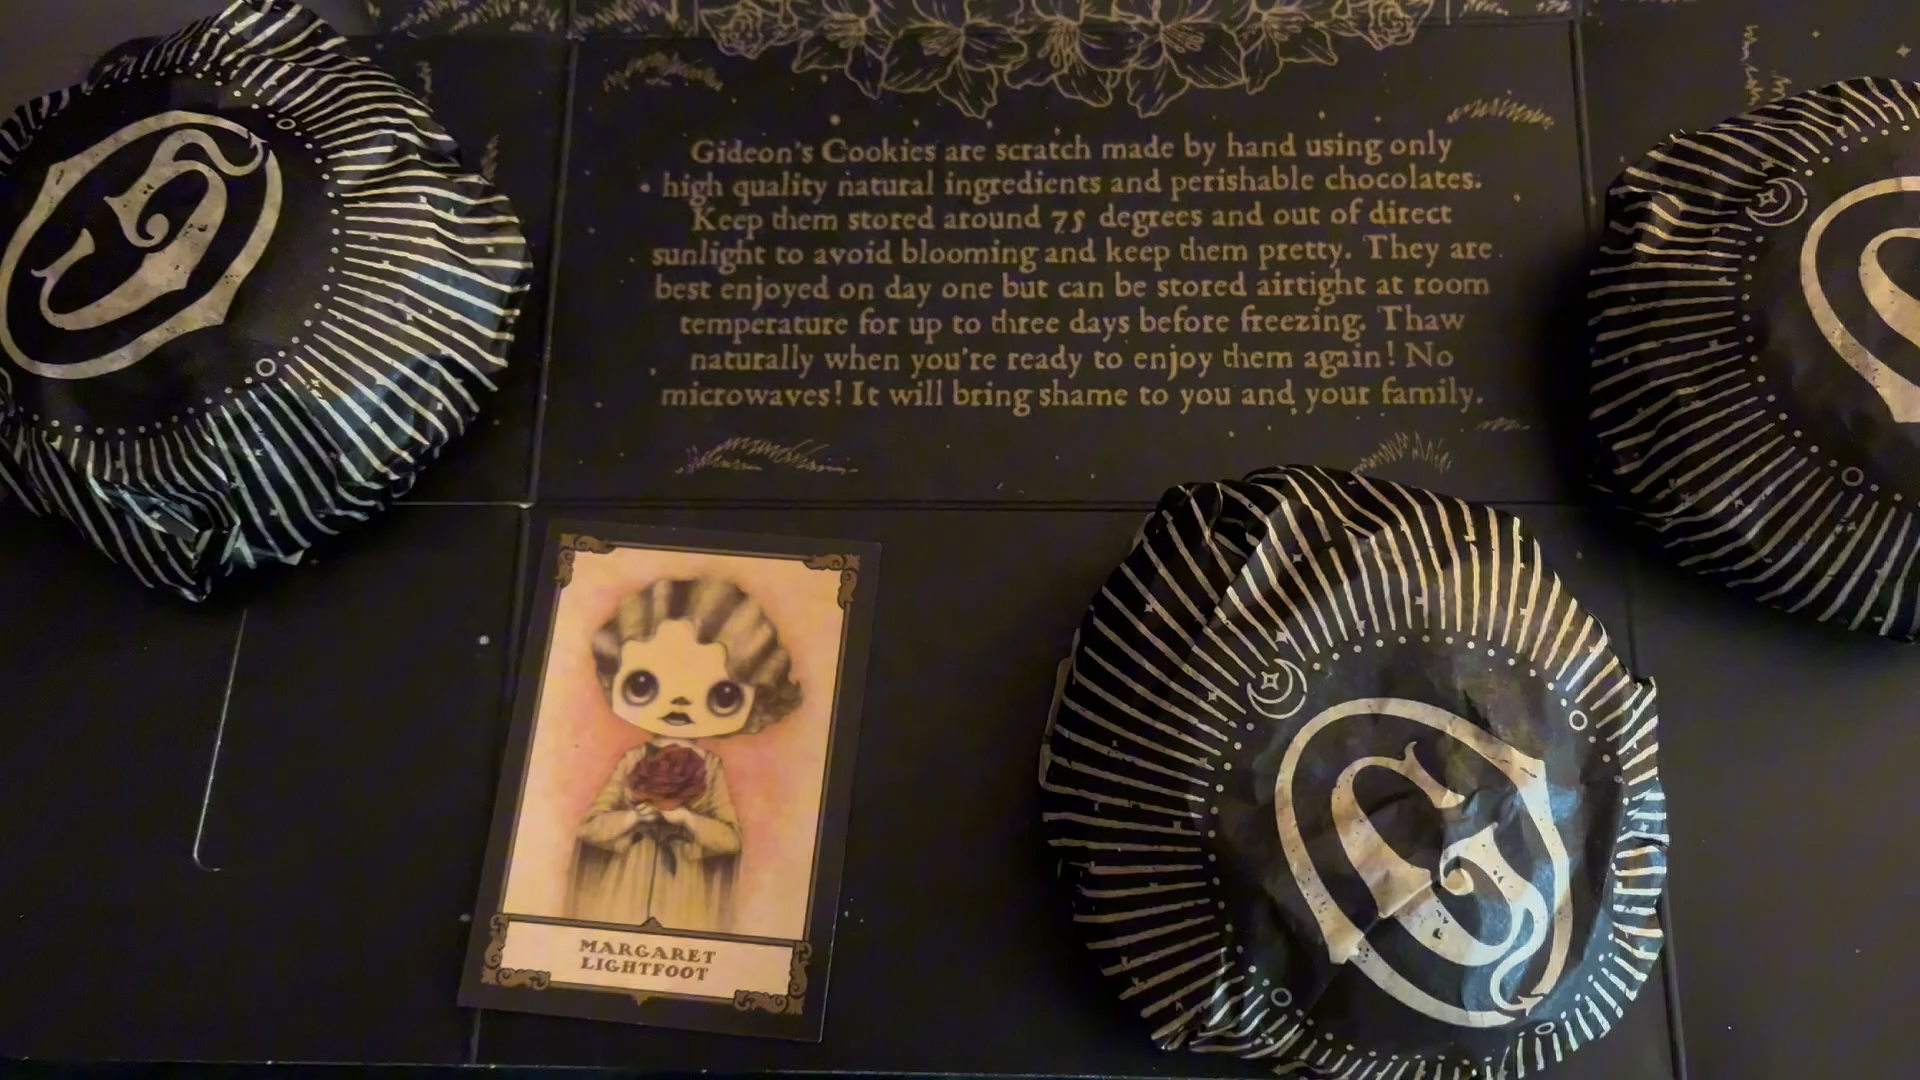 Gideon's Cookies are scratch made by hand using only
high quality natural ingredients and perishable chocolates.
Keep them stored around 75 degrees and out of direct
sunlight to avoid blooming and keep them pretty. They are
best enjoyed on day one but can be stored airtight at room
temperature for up to three days before freezing. Thaw
naturally when you're ready to enjoy them again! No
microwaves! It will bring shame to you and your family.
MARGARET
LIGHTFOOT
G
G
G